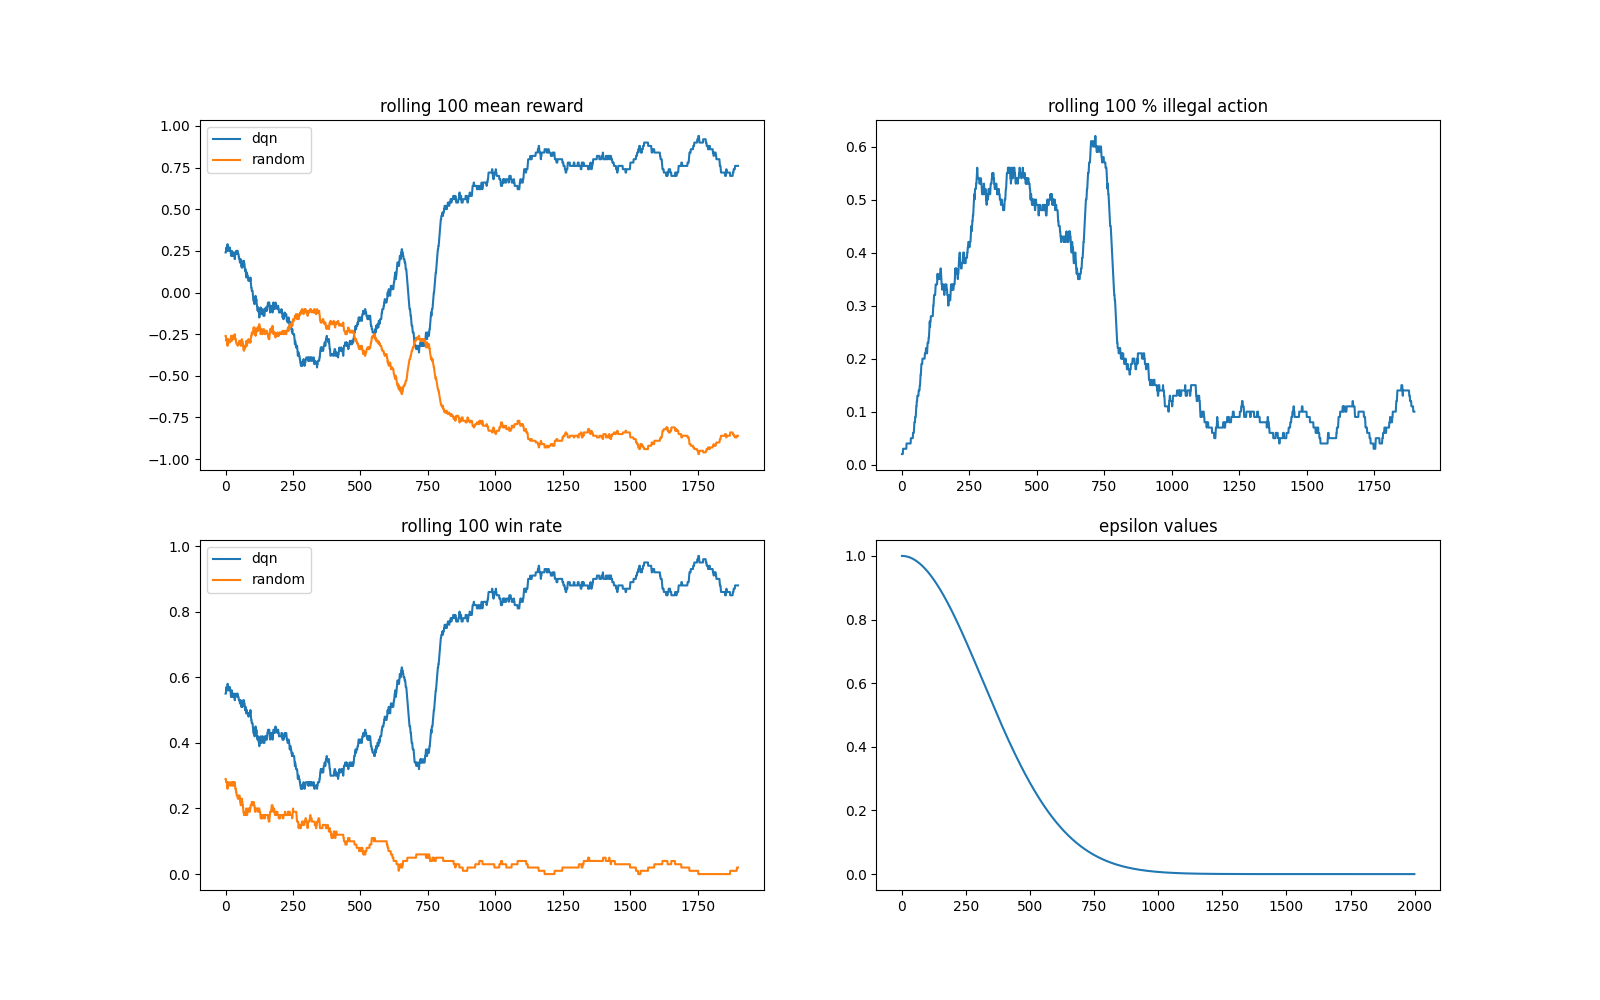 rolling 100 mean reward
1.00
0.75
0.50
0.25
0.00
−0.25
−0.50
−0.75
−1.00
dqn
random
0 250 500 750 1000 1250 1500 1750
rolling 100 % illegal action
0.6
0.5
0.4
0.3
0.2
0.1
0.0
0 250 500 750 1000 1250 1500 1750
rolling 100 win rate
1.0
0.8
0.6
0.4
0.2
0.0
dqn
random
0 250 500 750 1000 1250 1500 1750
epsilon values
1.0
0.8
0.6
0.4
0.2
0.0
0 250 500 750 1000 1250 1500 1750 2000